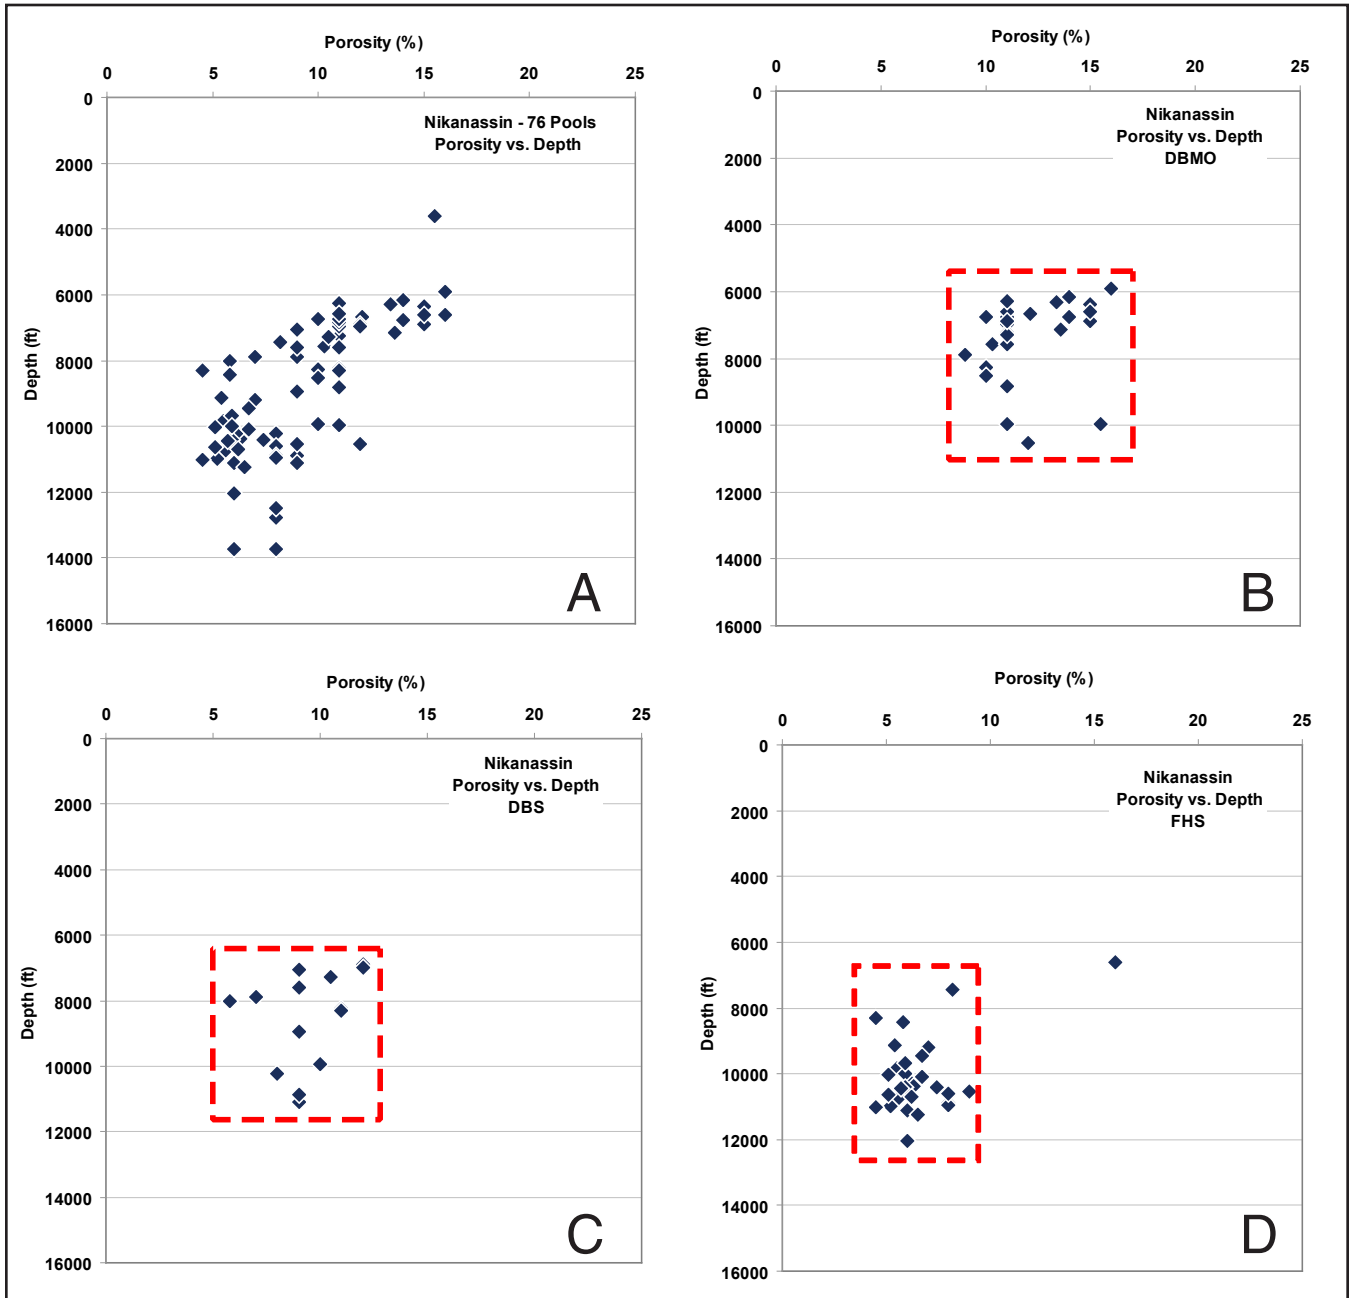 Porosity (%)
0 5 10 15 20 25
Nikanassin - 76 Pools
Porosity vs. Depth
0
2000
4000
6000
8000
10000
12000
14000
16000
Depth (ft)
A
Porosity (%)
0 5 10 15 20 25
Nikanassin
Porosity vs. Depth
DBMO
0
2000
4000
6000
8000
10000
12000
14000
16000
Depth (ft)
B
Porosity (%)
0 5 10 15 20 25
Nikanassin
Porosity vs. Depth
DBS
0
2000
4000
6000
8000
10000
12000
14000
16000
Depth (ft)
C
Porosity (%)
0 5 10 15 20 25
Nikanassin
Porosity vs. Depth
FHS
0
2000
4000
6000
8000
10000
12000
14000
16000
Depth (ft)
D